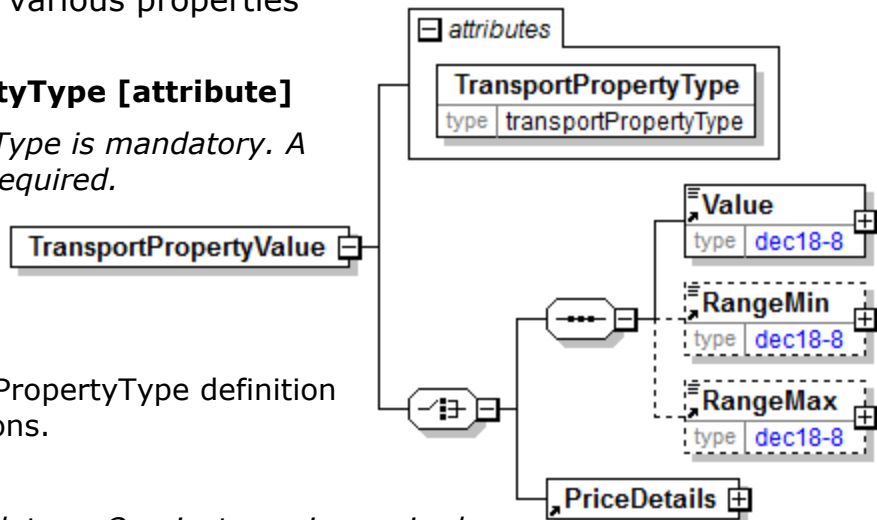 various properties
attributes
tyType [attribute]
TransportPropertyType
type transportPropertyType
Type is mandatory. A
equired.
Value
type dec18-8
TransportPropertyValue
RangeMin
type dec18-8
PropertyType definition
ons.
RangeMax
type dec18-8
PriceDetails